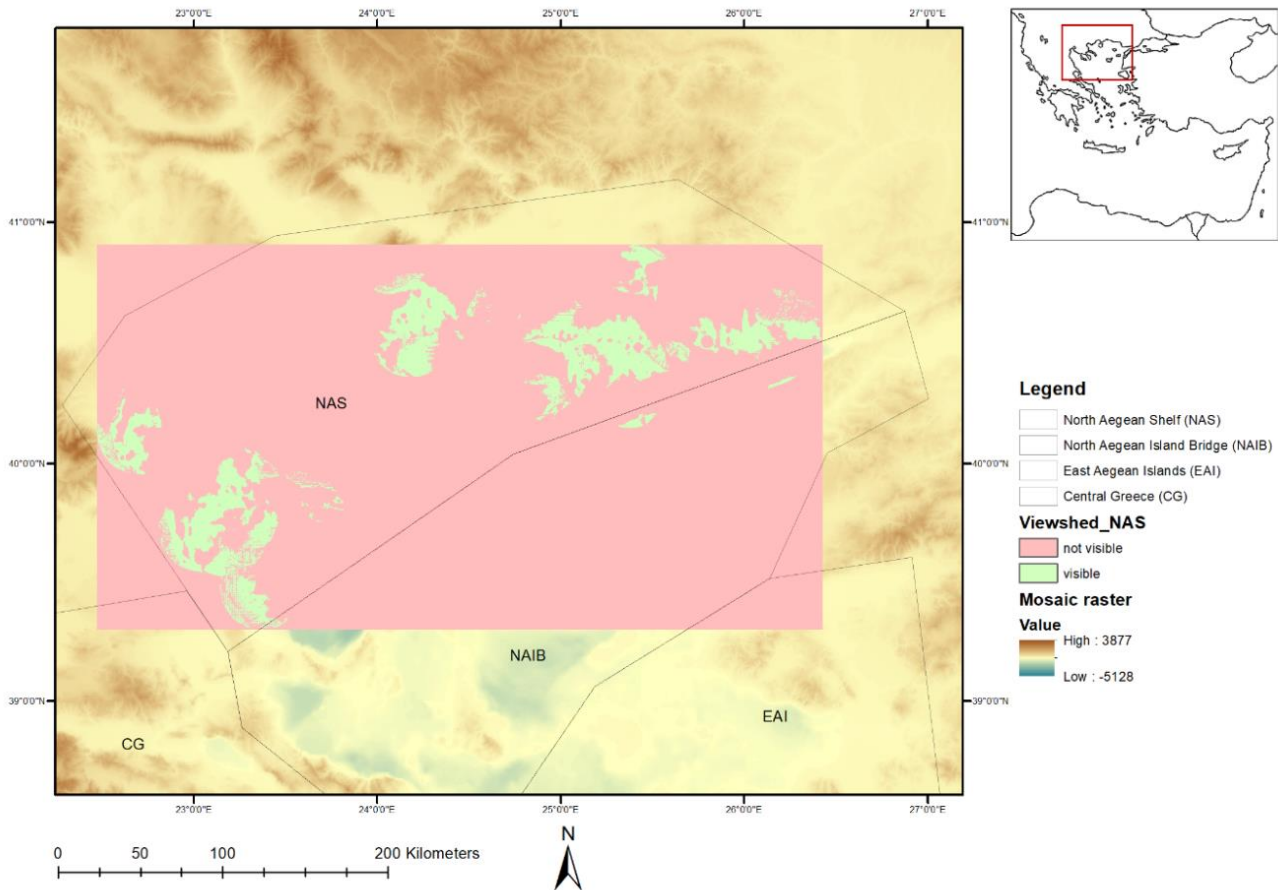 23°0'0"E 24°0'0"E 25°0'0"E 26°0'0"E 27°0'0"E
41°0'0"N 41°0'0"N
NAS
40°0'0"N 40°0'0"N
NAIB
39°0'0"N 39°0'0"N
EAI
CG
23°0'0"E 24°0'0"E 25°0'0"E 26°0'0"E 27°0'0"E
0 50 100 200 Kilometers
N
Legend
North Aegean Shelf (NAS)
North Aegean Island Bridge (NAIB)
East Aegean Islands (EAI)
Central Greece (CG)
Viewshed_NAS
not visible
visible
Mosaic raster
Value
High : 3877
Low : -5128